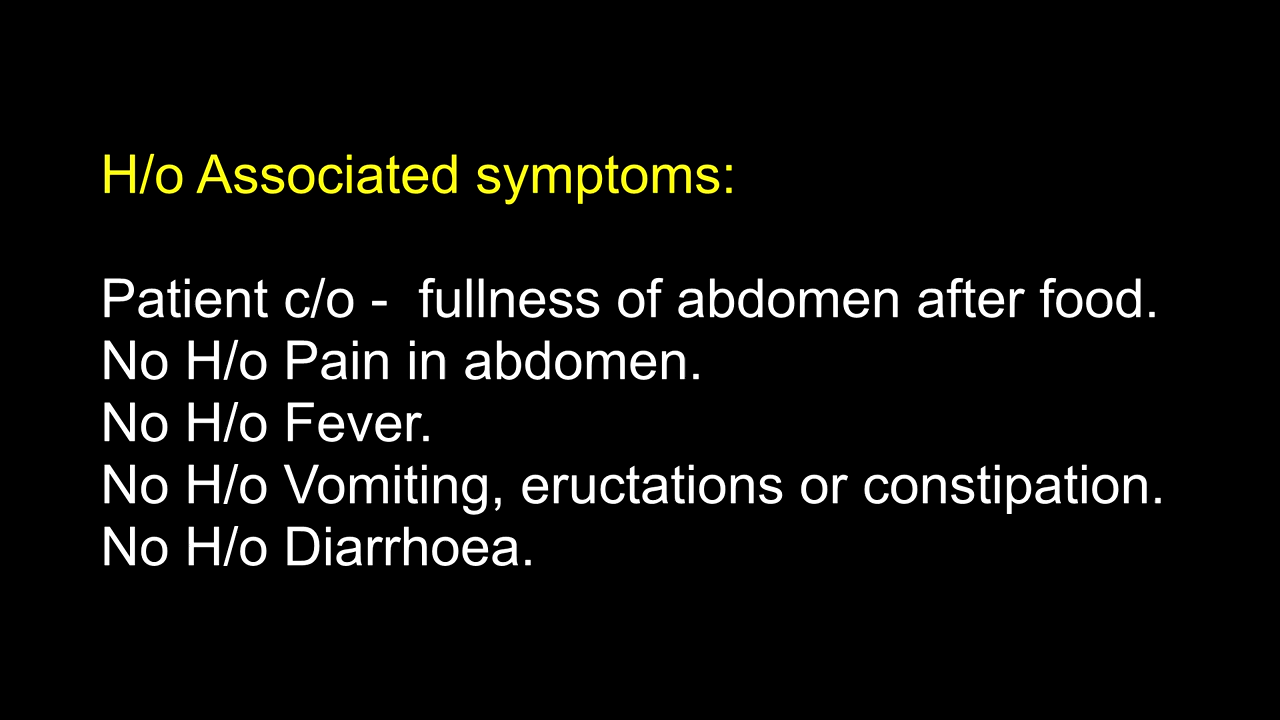 H/o Associated symptoms:
Patient c/o -  fullness of abdomen after food.
No H/o Pain in abdomen.
No H/o Fever.
No H/o Vomiting, eructations or constipation.
No H/o Diarrhoea.